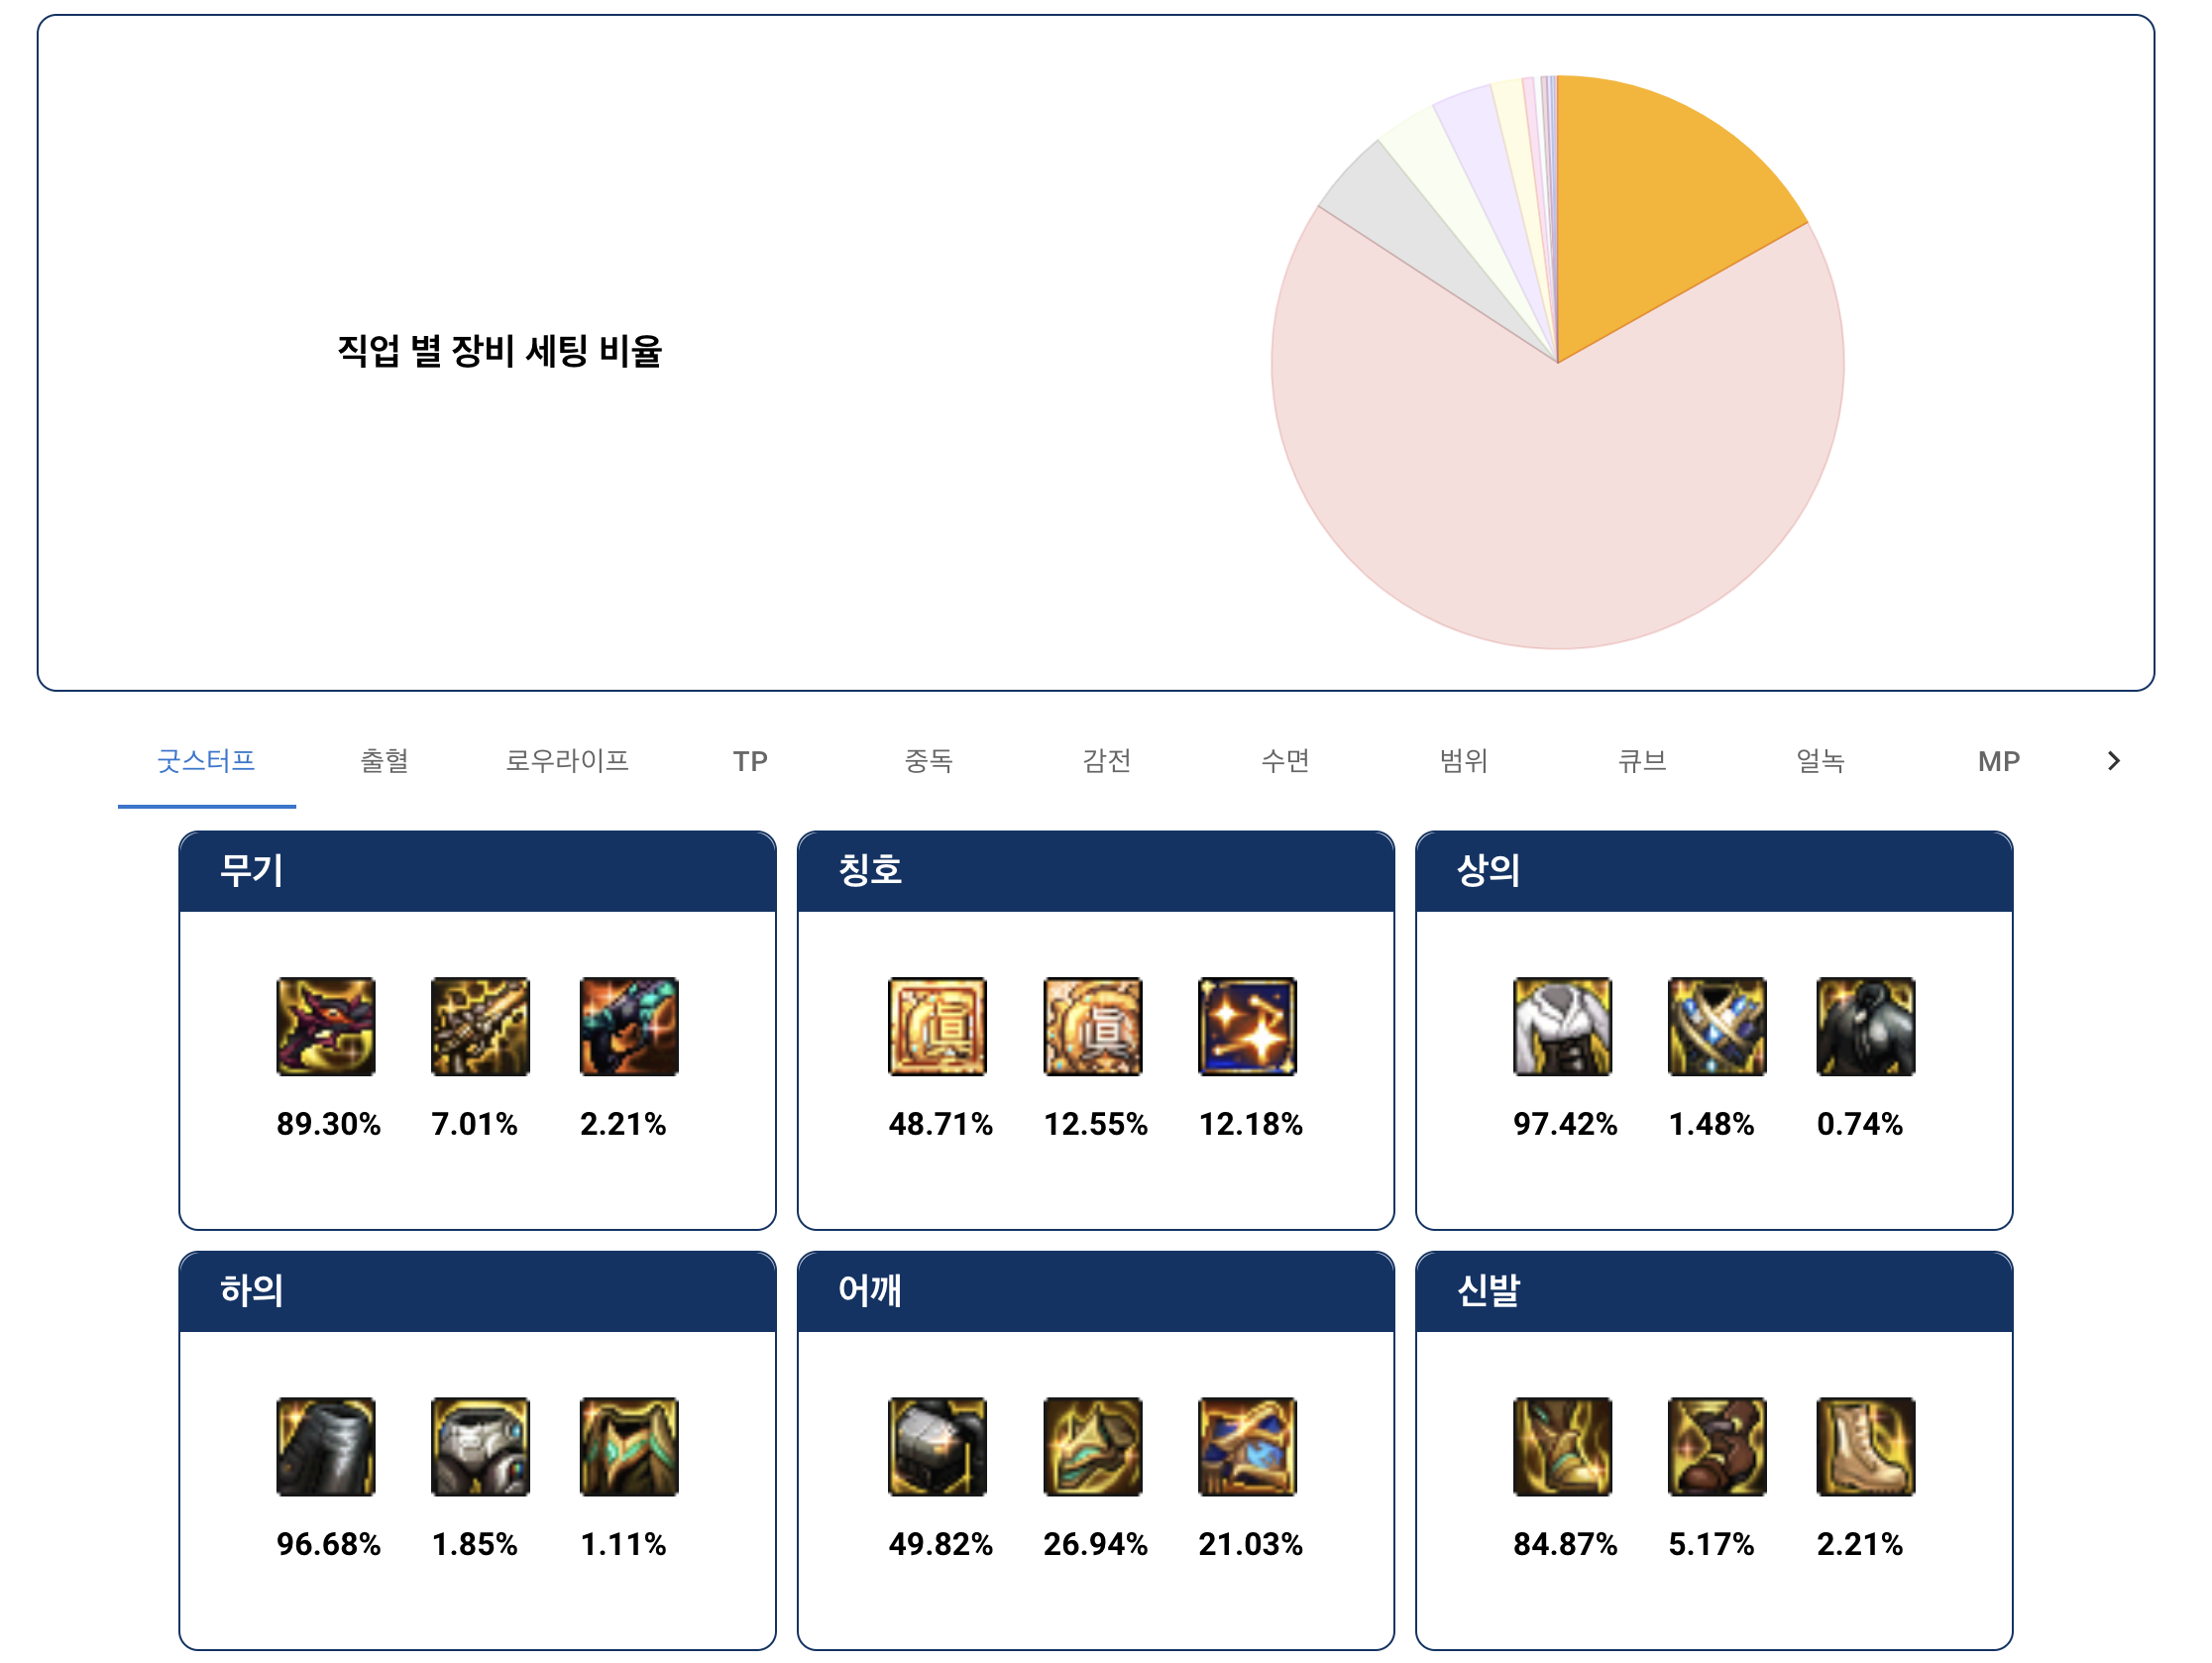 직업 별 장비 세팅 비율
굿스터프 출혈 로우라이프 TP 중독 감전 수면 범위 큐브 얼녹 MP
무기 칭호 상의
眞 眞
89.30% 7.01% 2.21% 48.71% 12.55% 12.18% 97.42% 1.48% 0.74%
하의 어깨 신발
96.68% 1.85% 1.11% 49.82% 26.94% 21.03% 84.87% 5.17% 2.21%